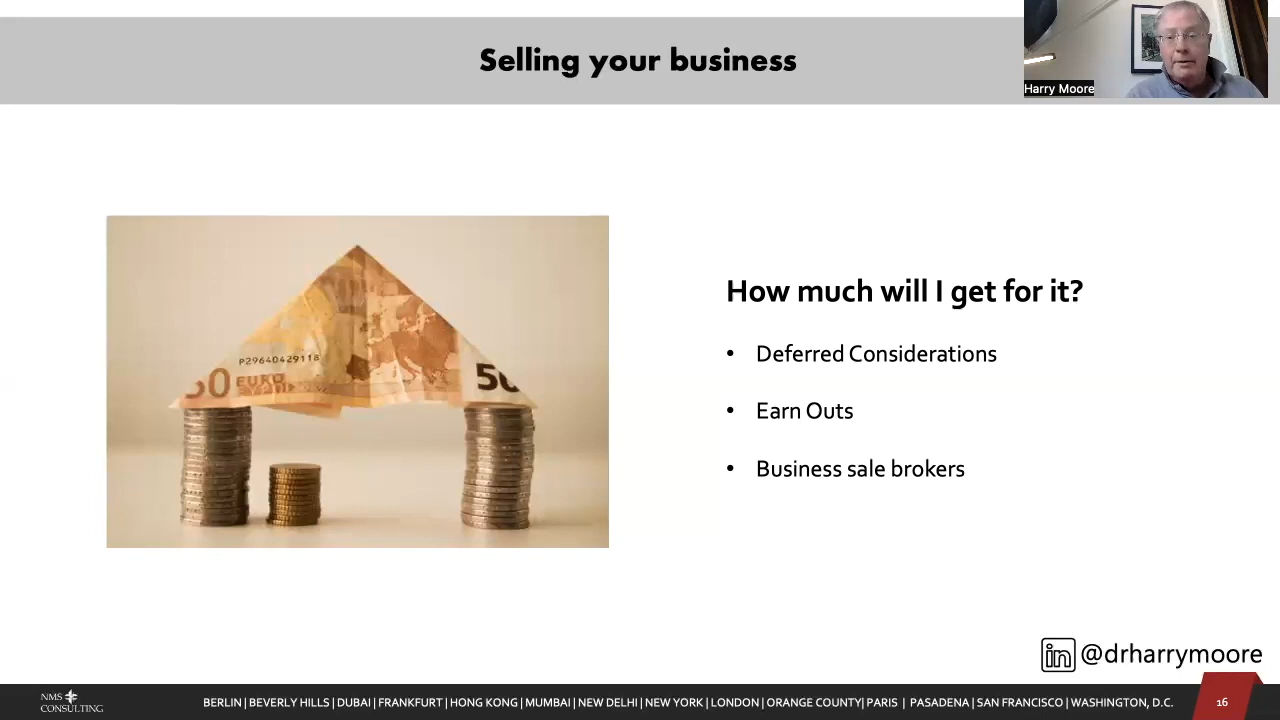 Selling your business
Harry Moore
How much will I get for it?
• Deferred Considerations
• Earn Outs
• Business sale brokers
P29640429118
50 EURO
50
in @drharrymoore
NMS
CONSULTING
BERLIN | BEVERLY HILLS | DUBAI | FRANKFURT | HONG KONG | MUMBAI | NEW DELHI | NEW YORK | LONDON | ORANGE COUNTY| PARIS | PASADENA | SAN FRANCISCO | WASHINGTON, D.C.
16